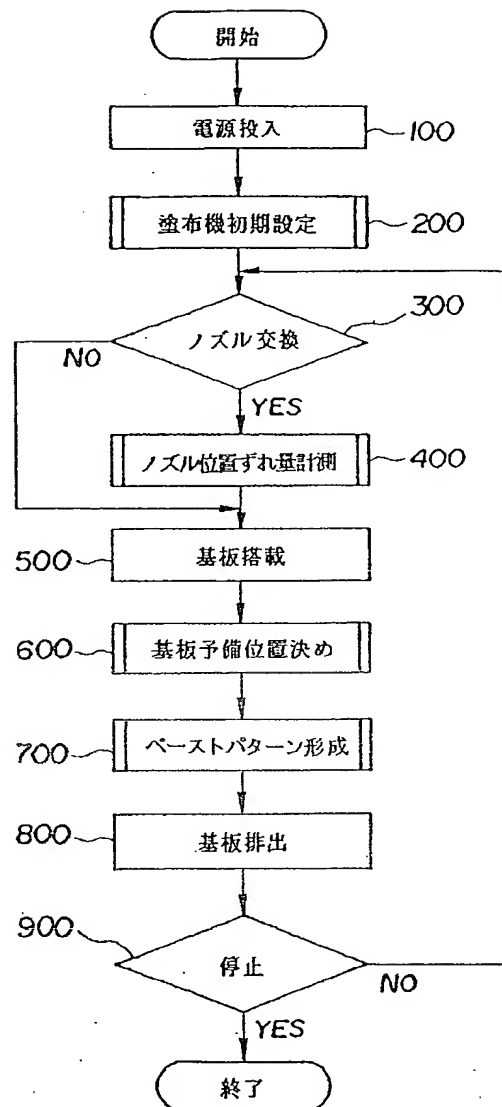 開始
電源投入 100
塗布機初期設定 200
ノズル交換 300
NO
YES
ノズル位置ずれ量計測 400
500 基板搭載
600 基板予備位置決め
700 ペーストパターン形成
800 基板排出
900 停止
NO
YES
終了